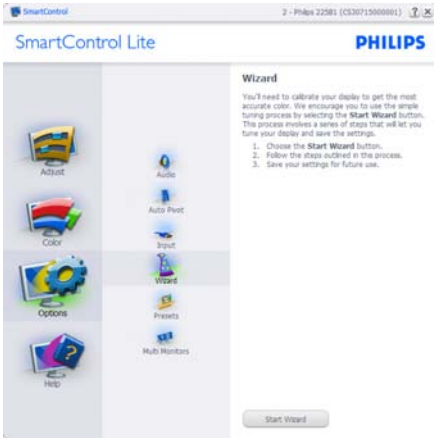 SmartControl
2 - Philips 225B1 (CS30715000001)
? X
SmartControl Lite
PHILIPS
Adjust
Color
Options
Help
Audio
Auto Pivot
Input
Wizard
Presets
Multi Monitors
Wizard
You'll need to calibrate your display to get the most
accurate color. We encourage you to use the simple
tuning process by selecting the Start Wizard button.
This process involves a series of steps that will let you
tune your display and save the settings.
1. Choose the Start Wizard button.
2. Follow the steps outlined in this process.
3. Save your settings for future use.
Start Wizard